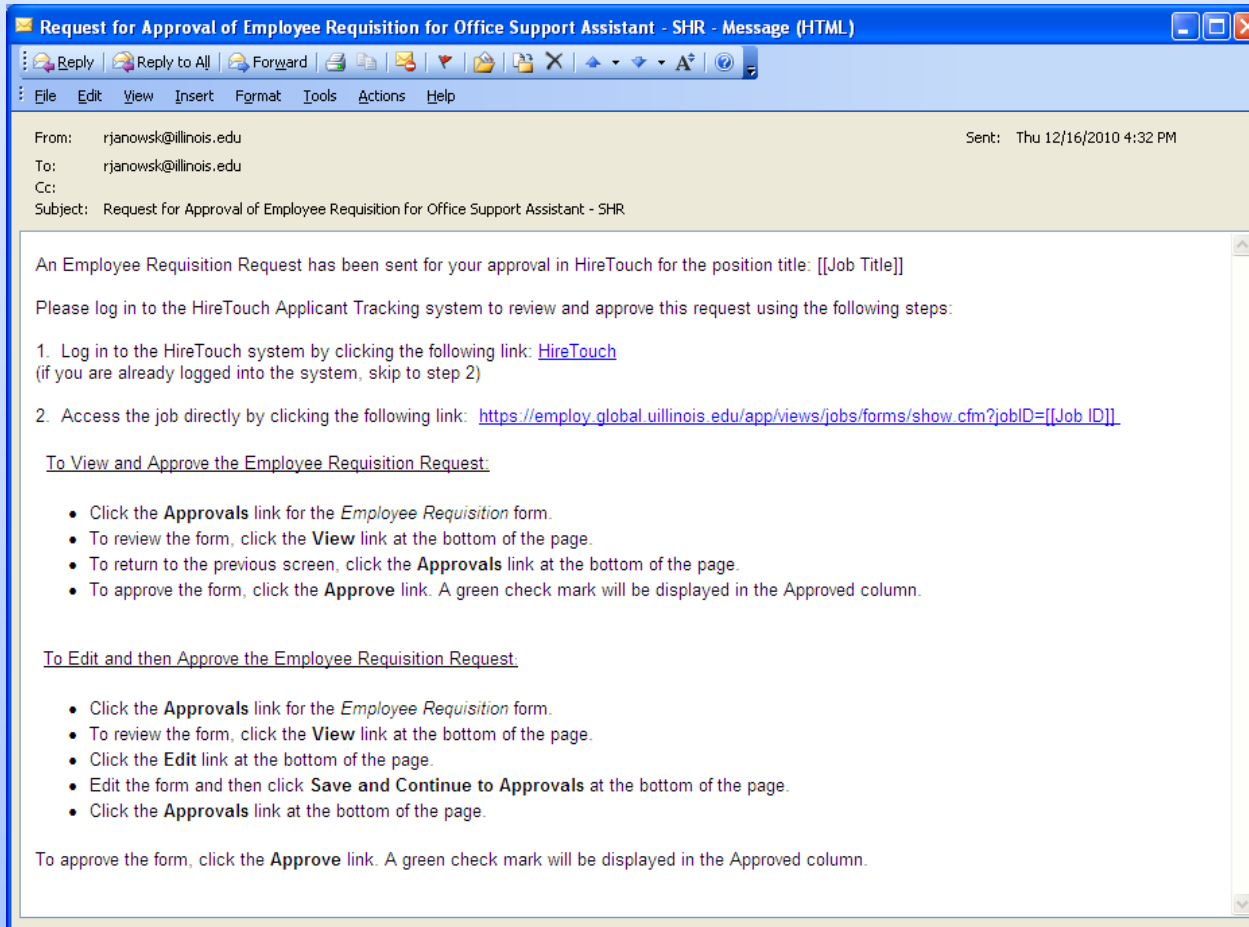 Request for Approval of Employee Requisition for Office Support Assistant - SHR - Message (HTML)
Reply Reply to All Forward
File Edit View Insert Format Tools Actions Help
From: rjanowsk@illinois.edu Sent: Thu 12/16/2010 4:32 PM
To: rjanowsk@illinois.edu
Cc:
Subject: Request for Approval of Employee Requisition for Office Support Assistant - SHR
An Employee Requisition Request has been sent for your approval in HireTouch for the position title: [[Job Title]]
Please log in to the HireTouch Applicant Tracking system to review and approve this request using the following steps:
1. Log in to the HireTouch system by clicking the following link: HireTouch
(if you are already logged into the system, skip to step 2)
2. Access the job directly by clicking the following link: https://employ.global.uillinois.edu/app/views/jobs/forms/show.cfm?jobID=[[Job ID]]
To View and Approve the Employee Requisition Request:
• Click the Approvals link for the Employee Requisition form.
• To review the form, click the View link at the bottom of the page.
• To return to the previous screen, click the Approvals link at the bottom of the page.
• To approve the form, click the Approve link. A green check mark will be displayed in the Approved column.
To Edit and then Approve the Employee Requisition Request:
• Click the Approvals link for the Employee Requisition form.
• To review the form, click the View link at the bottom of the page.
• Click the Edit link at the bottom of the page.
• Edit the form and then click Save and Continue to Approvals at the bottom of the page.
• Click the Approvals link at the bottom of the page.
To approve the form, click the Approve link. A green check mark will be displayed in the Approved column.